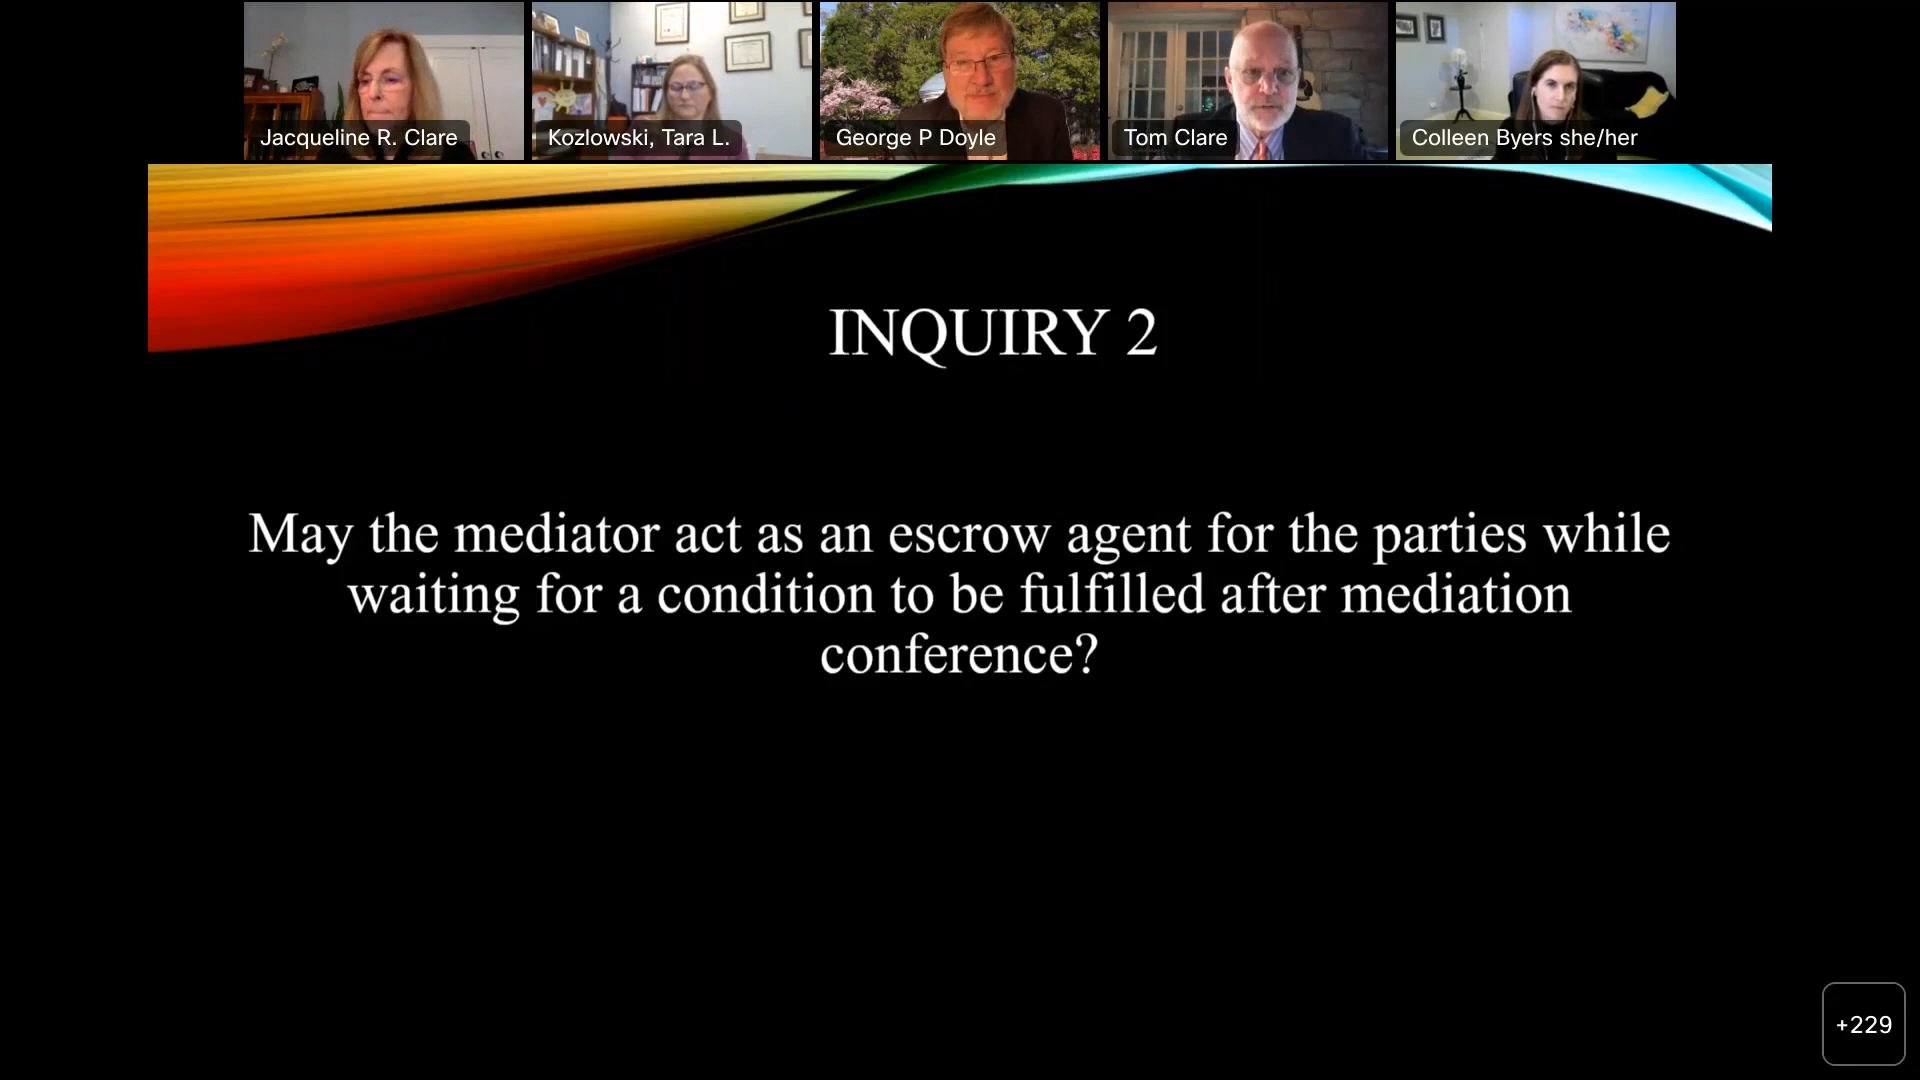 Jacqueline R. Clare
Kozlowski, Tara L.
George P Doyle
Tom Clare
Colleen Byers she/her
INQUIRY 2
May the mediator act as an escrow agent for the parties while
waiting for a condition to be fulfilled after mediation
conference?
+229